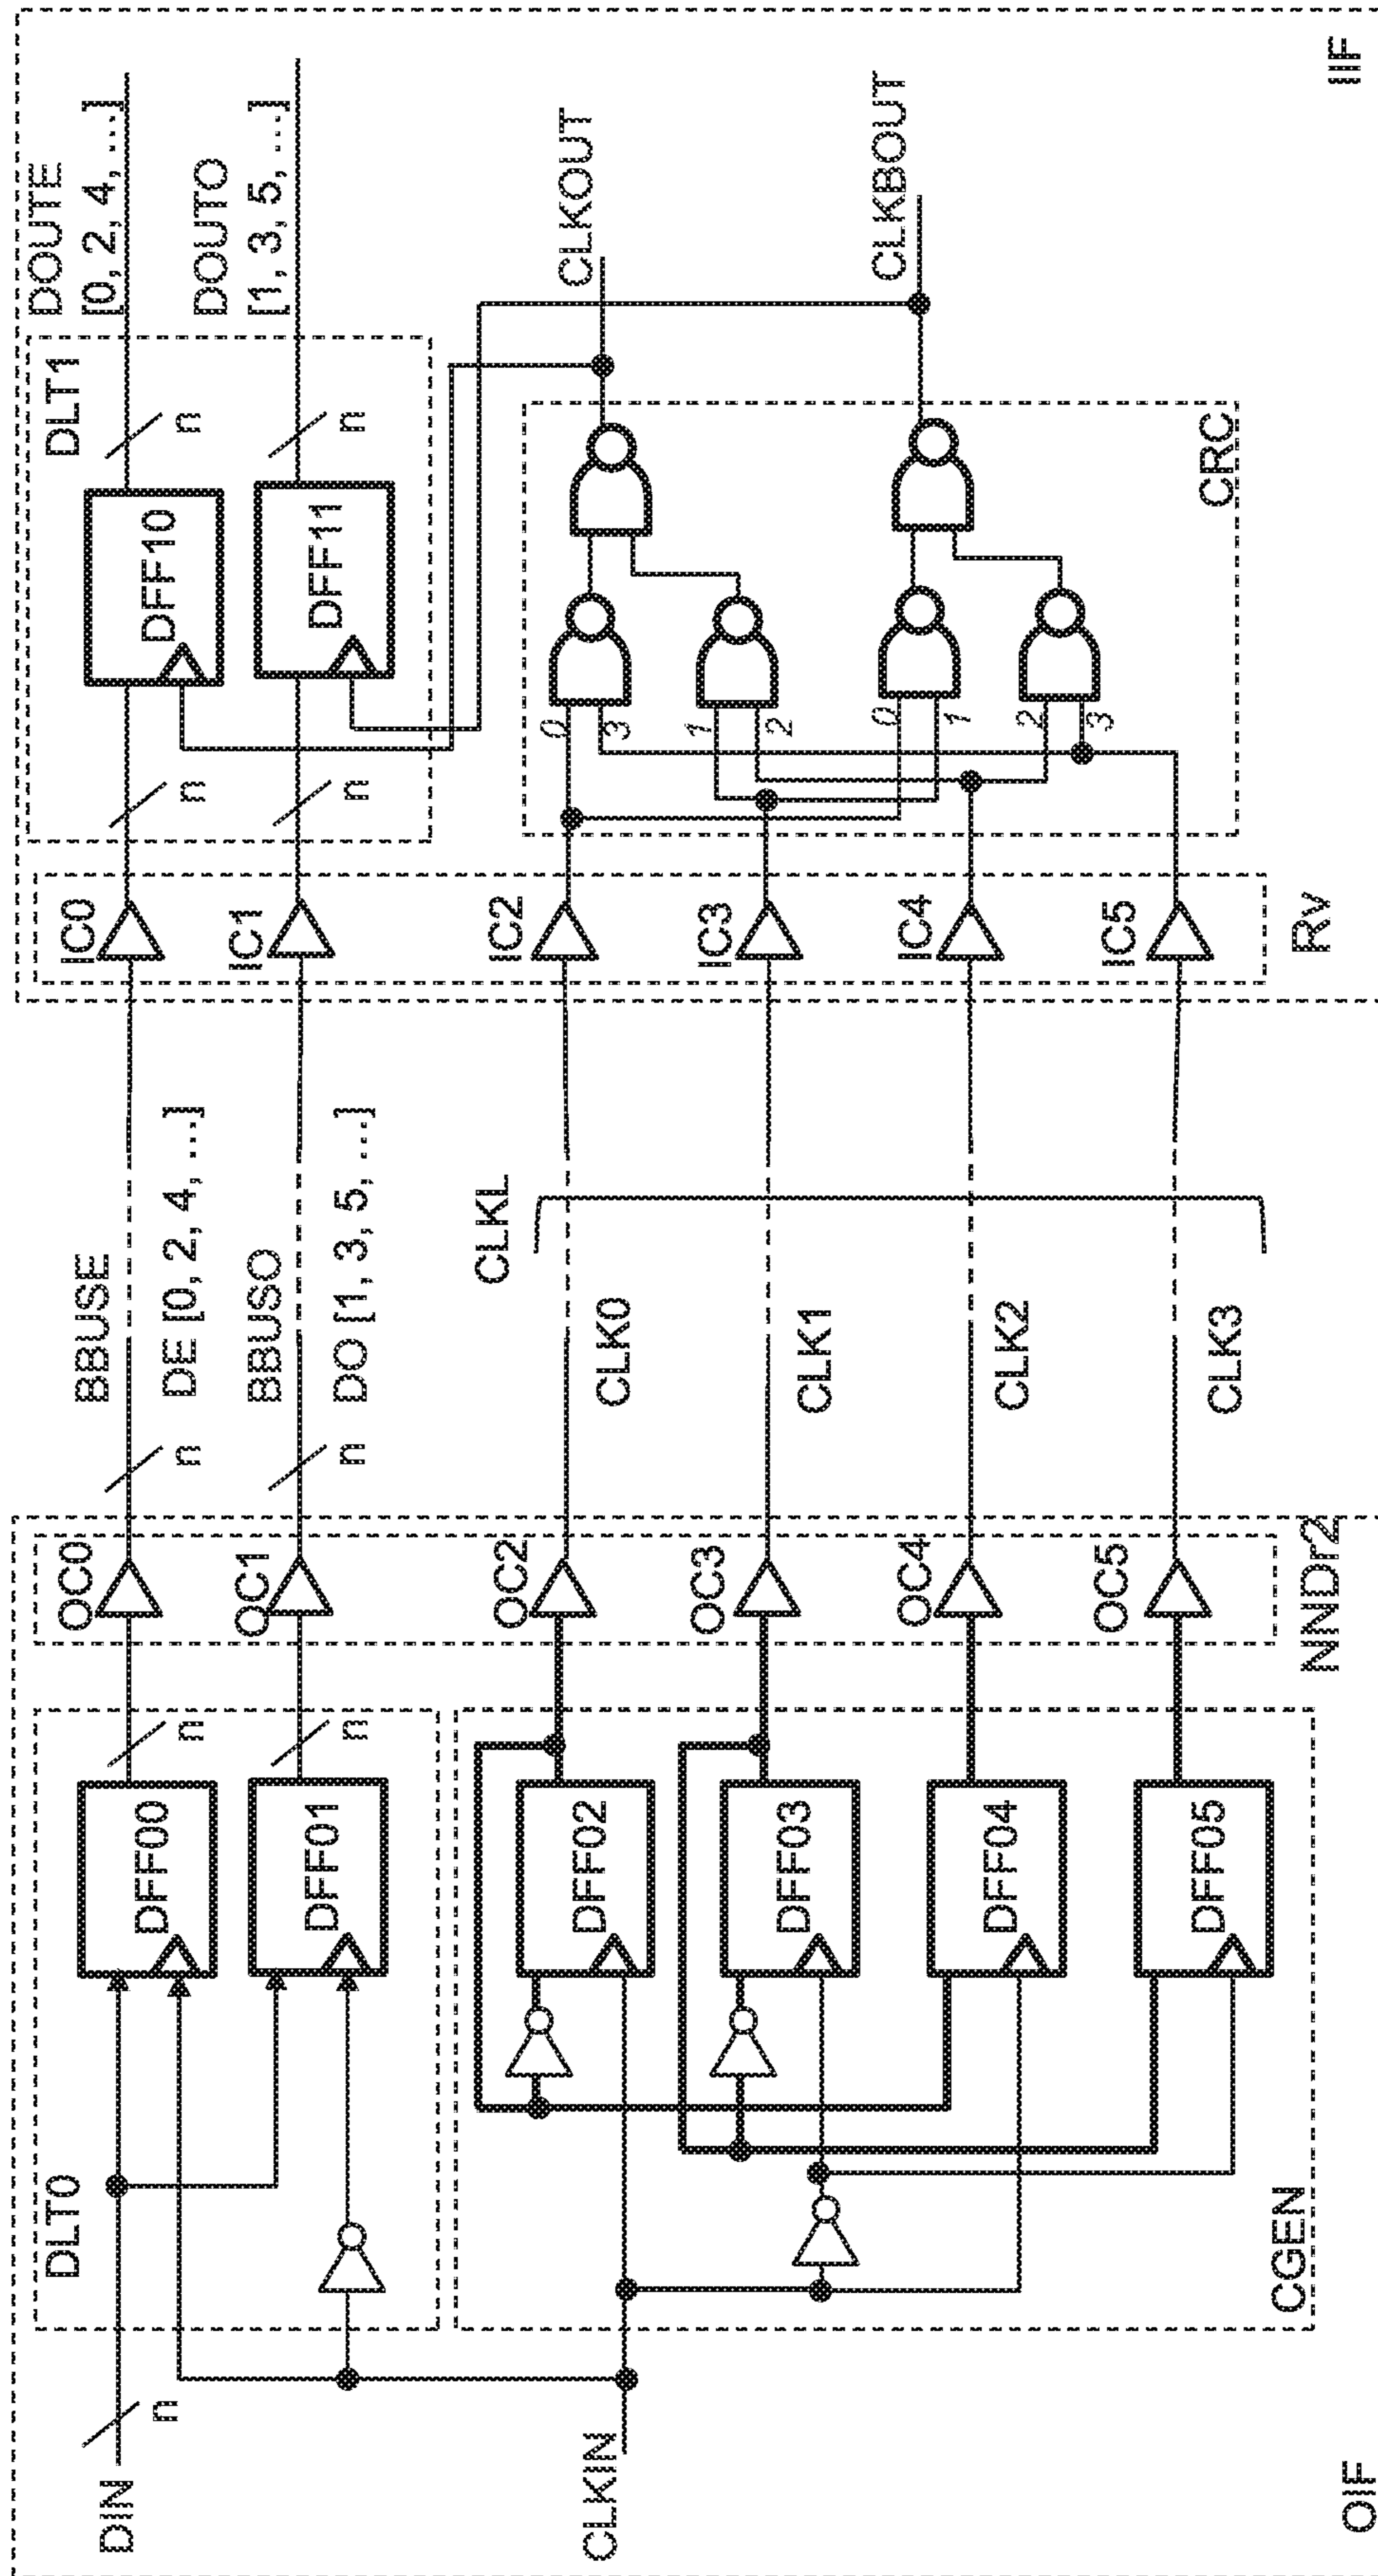 DIN
n
CLKIN
OIF
DLT0
DFF00
n
DFF01
n
CGEN
DFF02
DFF03
DFF04
DFF05
NNDr2
OC0
OC1
OC2
OC3
OC4
OC5
BBUSE
n
DE [0, 2, 4, ...]
BBUSO
n
DO [1, 3, 5, ...]
CLKL
CLK0
CLK1
CLK2
CLK3
Rv
IC0
IC1
IC2
IC3
IC4
IC5
DLT1
n
DFF10
n
n
DFF11
n
CRC
0
3
1
2
0
1
2
3
DOUTE
[0, 2, 4, ...]
DOUTO
[1, 3, 5, ...]
CLKOUT
CLKBOUT
IIF